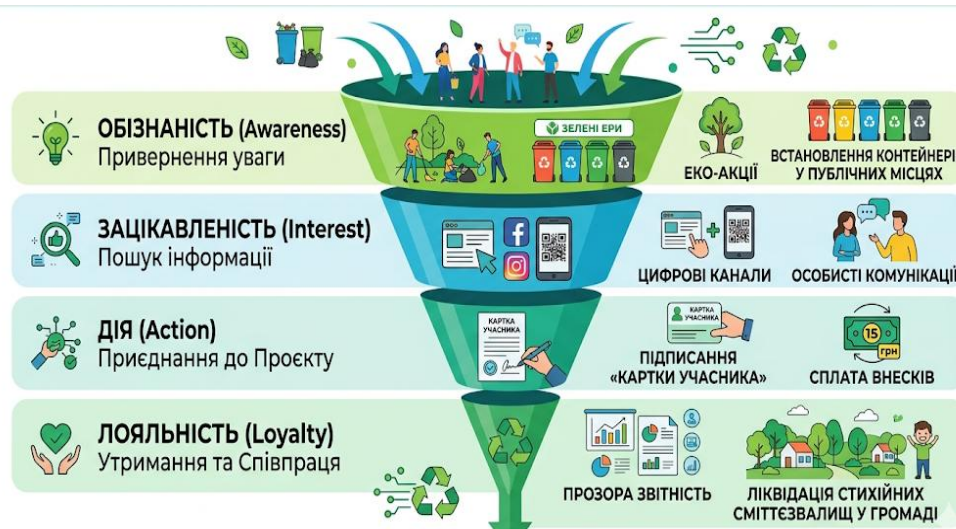 ЗЕЛЕНІ ЕРИ
ОБІЗНАНІСТЬ (Awareness)
Привернення уваги
ЕКО-АКЦІЇ
ВСТАНОВЛЕННЯ КОНТЕЙНЕРІ
У ПУБЛІЧНИХ МІСЦЯХ
ЗАЦІКАВЛЕНІСТЬ (Interest)
Пошук інформації
ЦИФРОВІ КАНАЛИ
ОСОБИСТІ КОМУНІКАЦІЇ
ДІЯ (Action)
Приєднання до Проєкту
КАРТКА
УЧАСНИКА
КАРТКА
УЧАСНИКА
ПІДПИСАННЯ
«КАРТКИ УЧАСНИКА»
15
грн
СПЛАТА ВНЕСКІВ
ЛОЯЛЬНІСТЬ (Loyalty)
Утримання та Співпраця
ПРОЗОРА ЗВІТНІСТЬ
ЛІКВІДАЦІЯ СТИХІЙНИХ
СМІТТЄЗВАЛИЩ У ГРОМАДІ